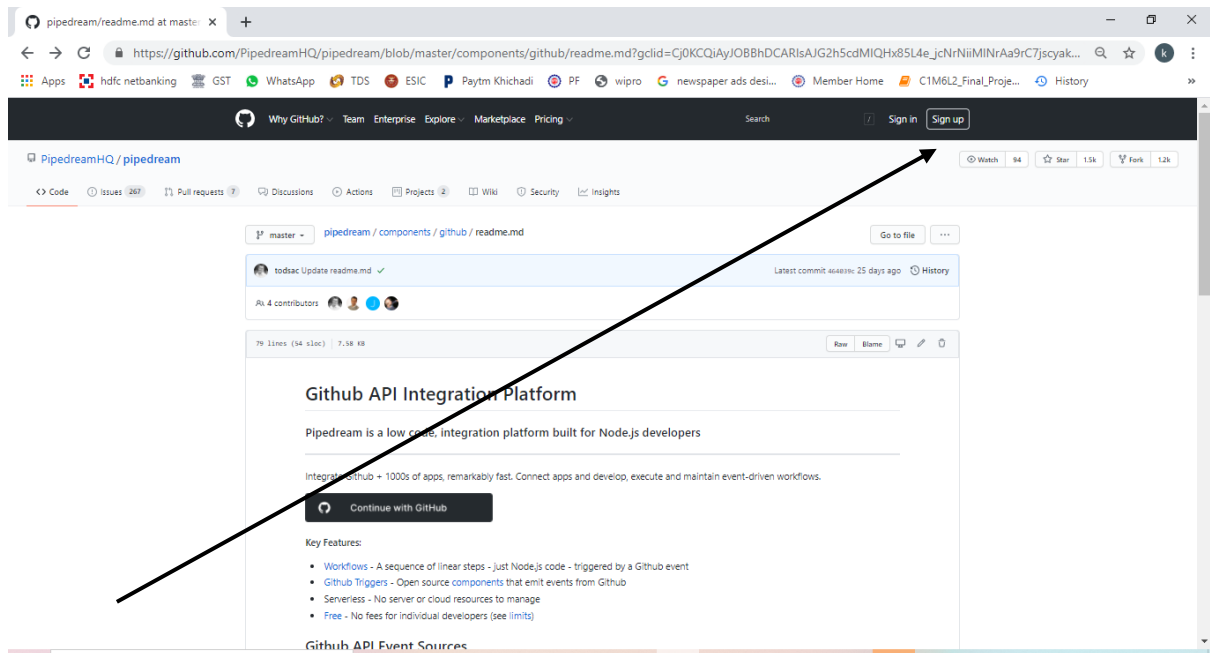 pipedream/readme.md at master
https://github.com/PipedreamHQ/pipedream/blob/master/components/github/readme.md?gclid=Cj0KCQiAyJOBBhDCARIsAJG2h5cdMIQHx85L4e_jcNrNiiMINrAa9rC7jscyak... k
Apps hdfc netbanking GST WhatsApp TDS ESIC Paytm Khichadi PF wipro newspaper ads desi... Member Home C1M6L2_Final_Proje... History »
Why GitHub? Team Enterprise Explore Marketplace Pricing Search / Sign in Sign up
PipedreamHQ / pipedream Watch 94 Star 1.5k Fork 1.2k
Code Issues 267 Pull requests 7 Discussions Actions Projects 2 Wiki Security Insights
master pipedream / components / github / readme.md Go to file ...
todsac Update readme.md Latest commit 25 days ago History
4 contributors
79 lines (54 sloc) 7.58 KB Raw Blame
Github API Integration Platform
Pipedream is a low code, integration platform built for Node.js developers
Integrate Github + 1000s of apps, remarkably fast. Connect apps and develop, execute and maintain event-driven workflows.
Continue with GitHub
Key Features:
• Workflows - A sequence of linear steps - just Node.js code - triggered by a Github event
• Github Triggers - Open source components that emit events from Github
• Serverless - No server or cloud resources to manage
• Free - No fees for individual developers (see limits)
Github API Event Sources